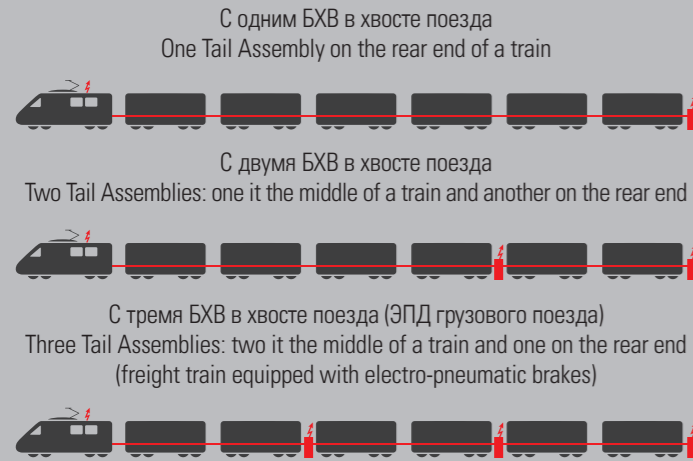 С одним БХВ в хвосте поезда
One Tail Assembly on the rear end of a train
С двумя БХВ в хвосте поезда
Two Tail Assemblies: one it the middle of a train and another on the rear end
С тремя БХВ в хвосте поезда (ЭПД грузового поезда)
Three Tail Assemblies: two it the middle of a train and one on the rear end
(freight train equipped with electro-pneumatic brakes)